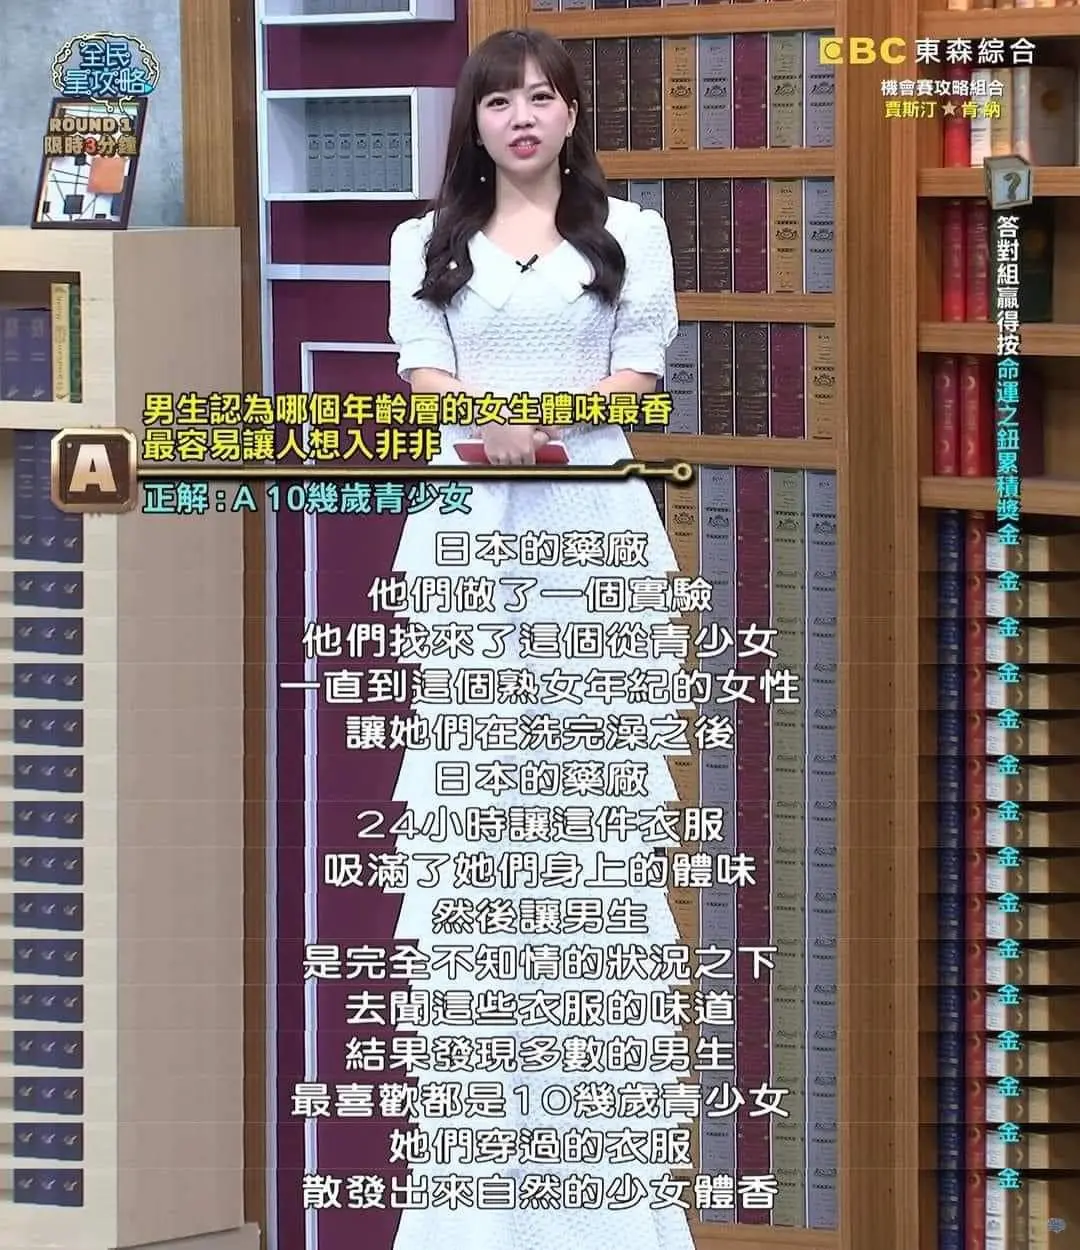 全民
星攻略
ROUND 1
限時3分鐘
EBC 東森綜合
機會賽攻略組合
賈斯汀★肯納
?
答對組贏得按命運之鈕累積獎金
金
金
金
金
金
金
金
金
金
金
金
金
金
金
A
男生認為哪個年齡層的女生體味最香
最容易讓人想入非非
正解:A 10幾歲青少女
日本的藥廠
他們做了一個實驗
他們找來了這個從青少女
一直到這個熟女年紀的女性
讓她們在洗完澡之後
日本的藥廠
24小時讓這件衣服
吸滿了她們身上的體味
然後讓男生
是完全不知情的狀況之下
去聞這些衣服的味道
結果發現多數的男生
最喜歡都是10幾歲青少女
她們穿過的衣服
散發出來自然的少女體香